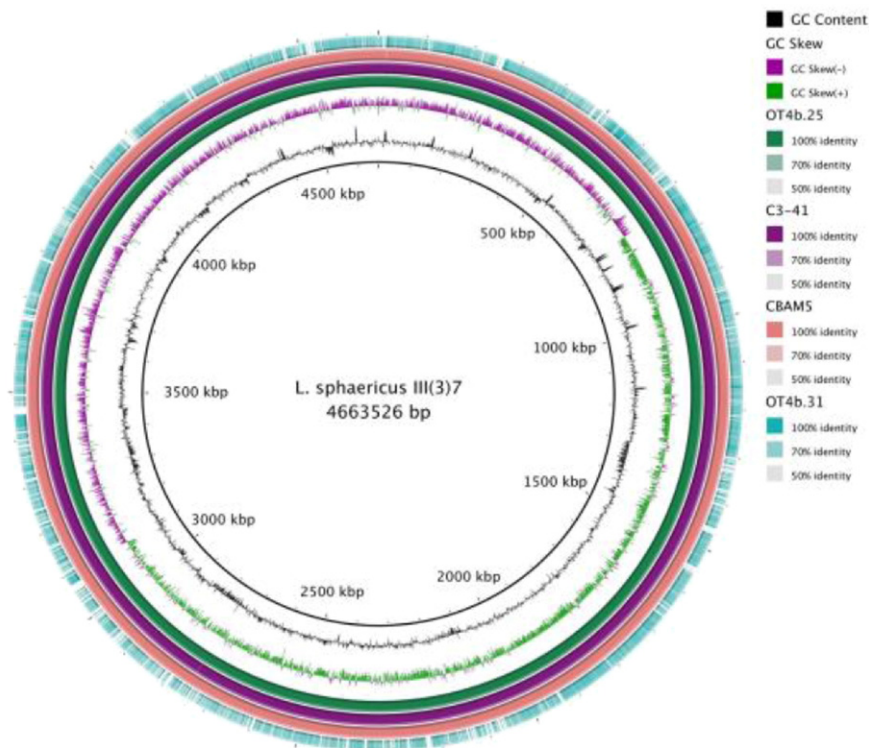 GC Content
GC Skew
GC Skew(-)
GC Skew(+)
OT4b.25
100% identity
70% identity
50% identity
C3-41
100% identity
70% identity
50% identity
CBAM5
100% identity
70% identity
50% identity
OT4b.31
100% identity
70% identity
50% identity
4500 kbp
500 kbp
4000 kbp
1000 kbp
L. sphaericus III(3)7
3500 kbp
4663526 bp
1500 kbp
3000 kbp
2000 kbp
2500 kbp